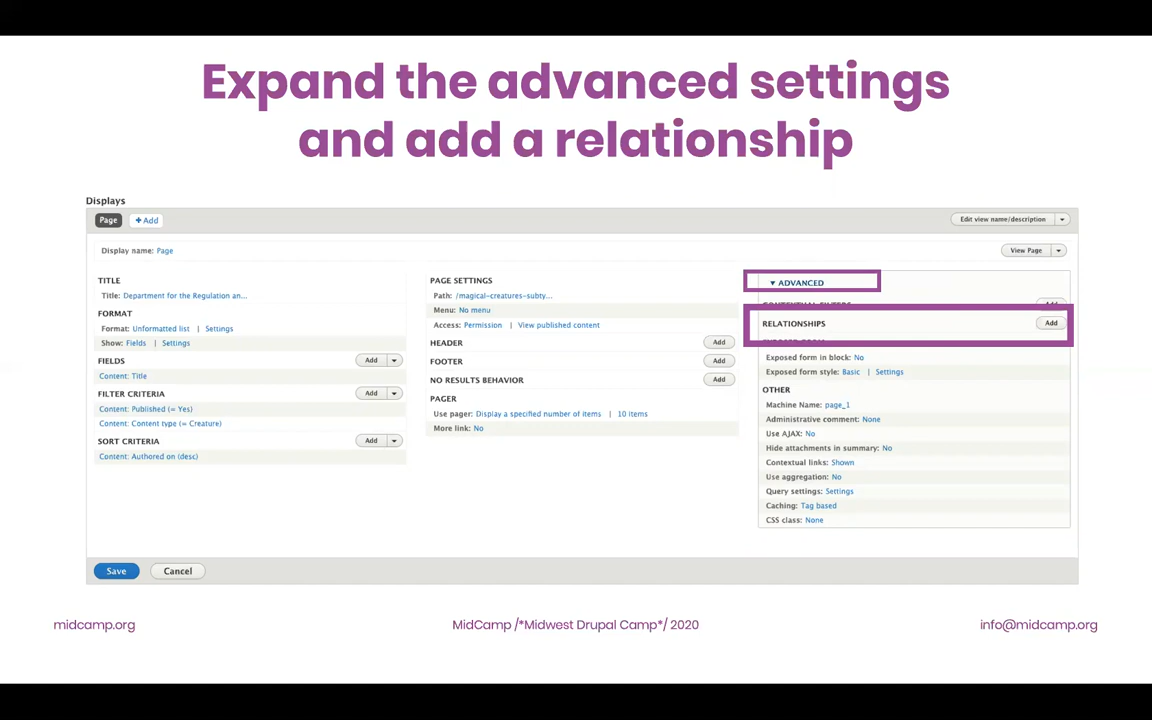 Expand the advanced settings
and add a relationship
Displays
Page + Add
Edit view name/description
Display name: Page
View Page
TITLE
Title: Department for the Regulation an...
FORMAT
Format: Unformatted list | Settings
Show: Fields | Settings
FIELDS Add
Content: Title
FILTER CRITERIA Add
Content: Published (= Yes)
Content: Content type (= Creature)
SORT CRITERIA Add
Content: Authored on (desc)
PAGE SETTINGS
Path: /magical-creatures-subty...
Menu: No menu
Access: Permission | View published content
HEADER Add
FOOTER Add
NO RESULTS BEHAVIOR Add
PAGER
Use pager: Display a specified number of items | 10 items
More link: No
▼ ADVANCED
CONTEXTUAL FILTERS Add
RELATIONSHIPS Add
EXPOSED FORM
Exposed form in block: No
Exposed form style: Basic | Settings
OTHER
Machine Name: page_1
Administrative comment: None
Use AJAX: No
Hide attachments in summary: No
Contextual links: Shown
Use aggregation: No
Query settings: Settings
Caching: Tag based
CSS class: None
Save Cancel
midcamp.org
MidCamp /*Midwest Drupal Camp*/ 2020
info@midcamp.org